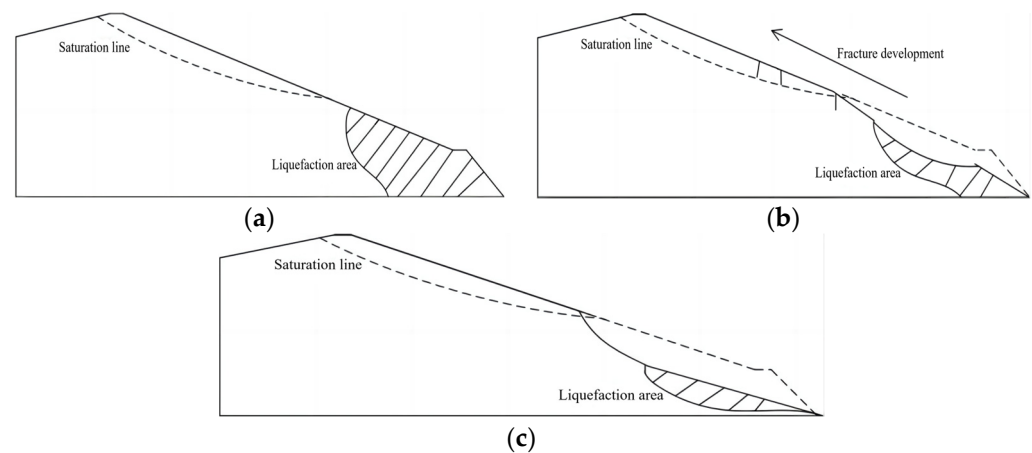 Saturation line
Liquefaction area
(a)
Saturation line
Fracture development
Liquefaction area
(b)
Saturation line
Liquefaction area
(c)